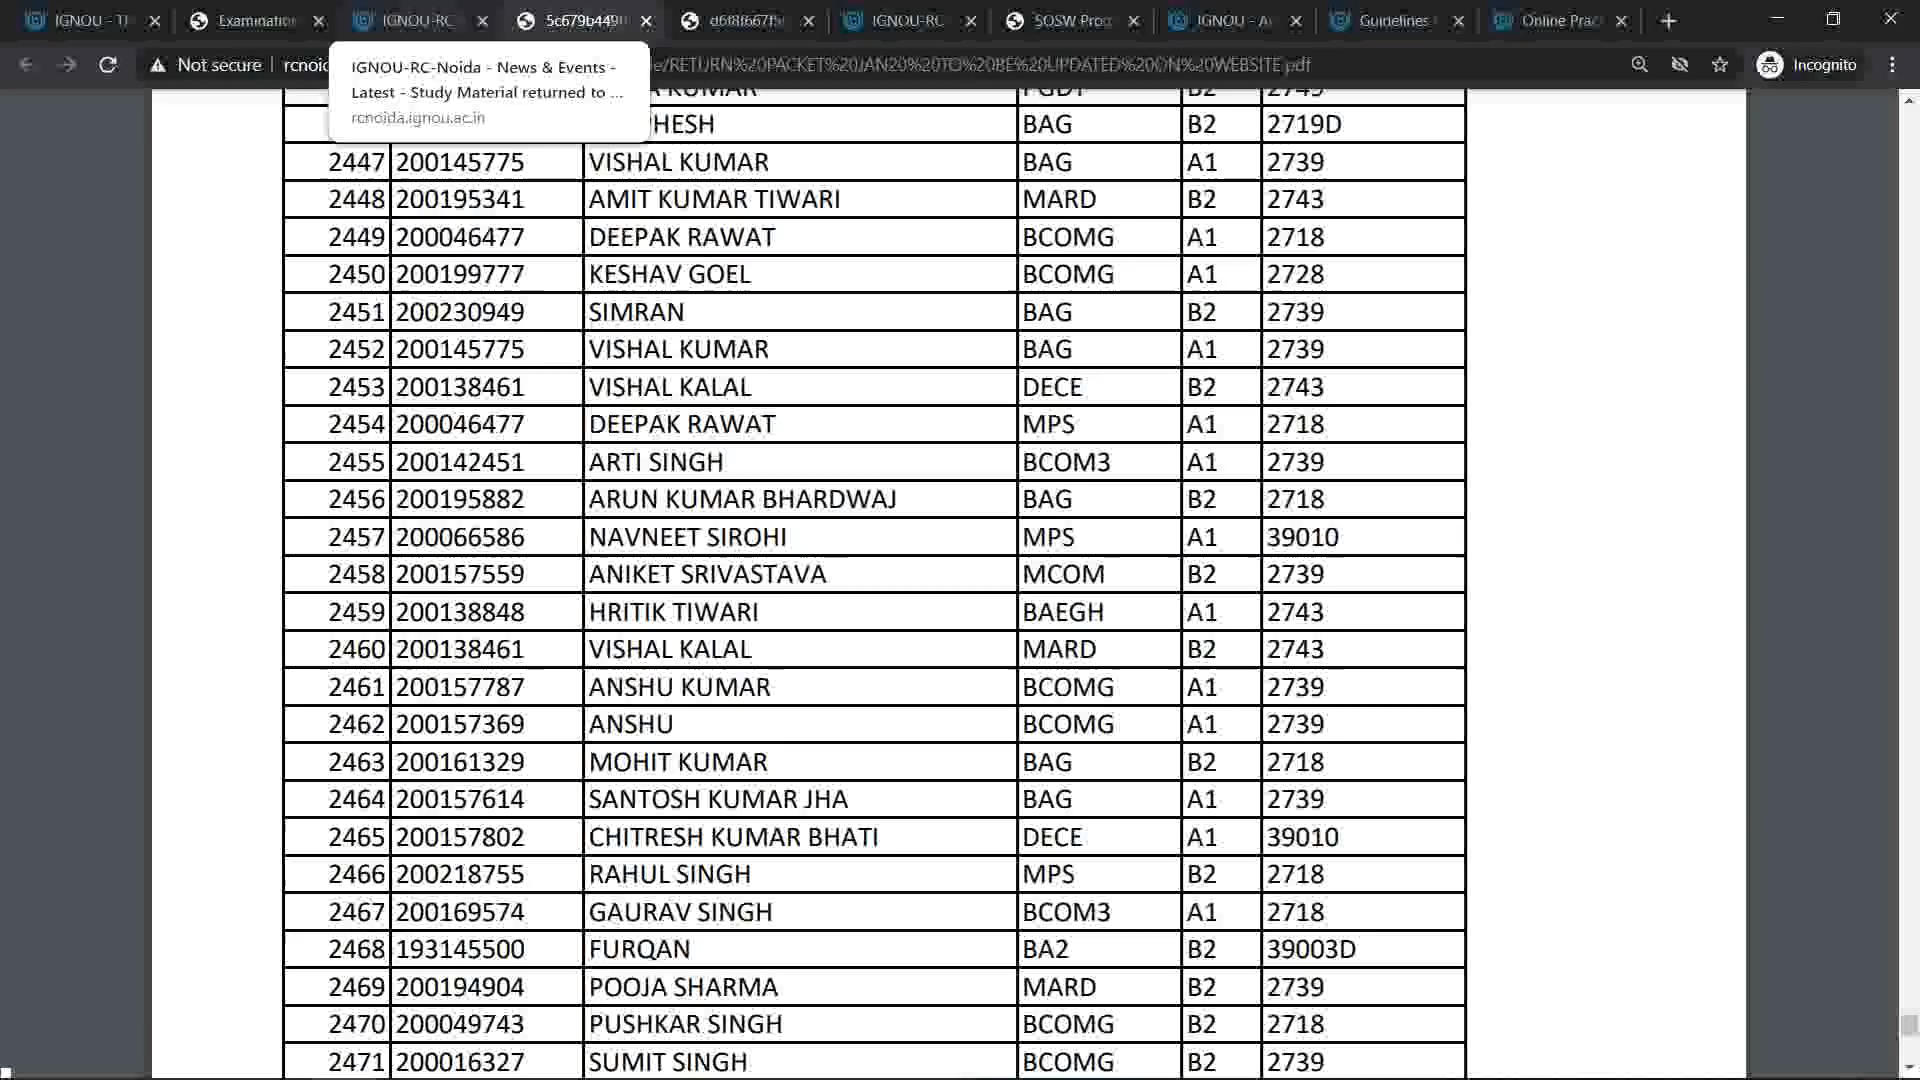 IGNOU - T
Examination
IGNOU-RC
5c679b449
d6f8f667f5
IGNOU-RC
SOSW Prog
IGNOU - A
Guidelines
Online Prac
Not secure
rcnoid
/RETURN%20PACKET%20JAN20%20TO%20BE%20UPDATED%20ON%20WEBSITE.pdf
Incognito
IGNOU-RC-Noida - News & Events -
Latest - Study Material returned to ...
rcnoida.ignou.ac.in
KUMAR B2 2749
HESH BAG B2 2719D
2447 200145775 VISHAL KUMAR BAG A1 2739
2448 200195341 AMIT KUMAR TIWARI MARD B2 2743
2449 200046477 DEEPAK RAWAT BCOMG A1 2718
2450 200199777 KESHAV GOEL BCOMG A1 2728
2451 200230949 SIMRAN BAG B2 2739
2452 200145775 VISHAL KUMAR BAG A1 2739
2453 200138461 VISHAL KALAL DECE B2 2743
2454 200046477 DEEPAK RAWAT MPS A1 2718
2455 200142451 ARTI SINGH BCOM3 A1 2739
2456 200195882 ARUN KUMAR BHARDWAJ BAG B2 2718
2457 200066586 NAVNEET SIROHI MPS A1 39010
2458 200157559 ANIKET SRIVASTAVA MCOM B2 2739
2459 200138848 HRITIK TIWARI BAEGH A1 2743
2460 200138461 VISHAL KALAL MARD B2 2743
2461 200157787 ANSHU KUMAR BCOMG A1 2739
2462 200157369 ANSHU BCOMG A1 2739
2463 200161329 MOHIT KUMAR BAG B2 2718
2464 200157614 SANTOSH KUMAR JHA BAG A1 2739
2465 200157802 CHITRESH KUMAR BHATI DECE A1 39010
2466 200218755 RAHUL SINGH MPS B2 2718
2467 200169574 GAURAV SINGH BCOM3 A1 2718
2468 193145500 FURQAN BA2 B2 39003D
2469 200194904 POOJA SHARMA MARD B2 2739
2470 200049743 PUSHKAR SINGH BCOMG B2 2718
2471 200016327 SUMIT SINGH BCOMG B2 2739